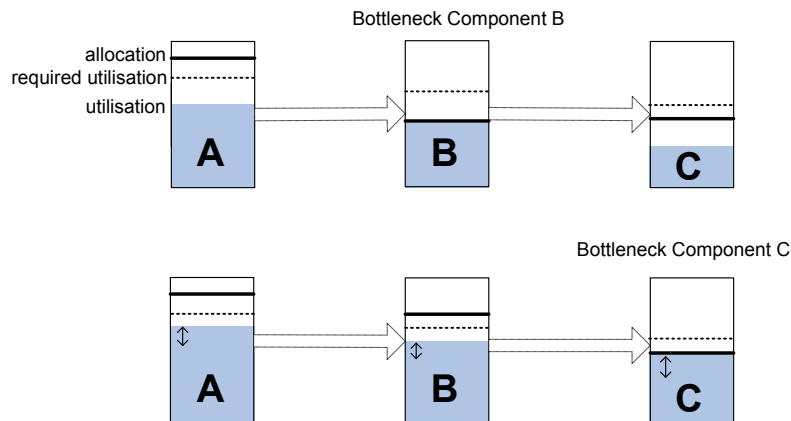 Bottleneck Component B
allocation
required utilisation
utilisation
A
B
C
Bottleneck Component C
A
B
C